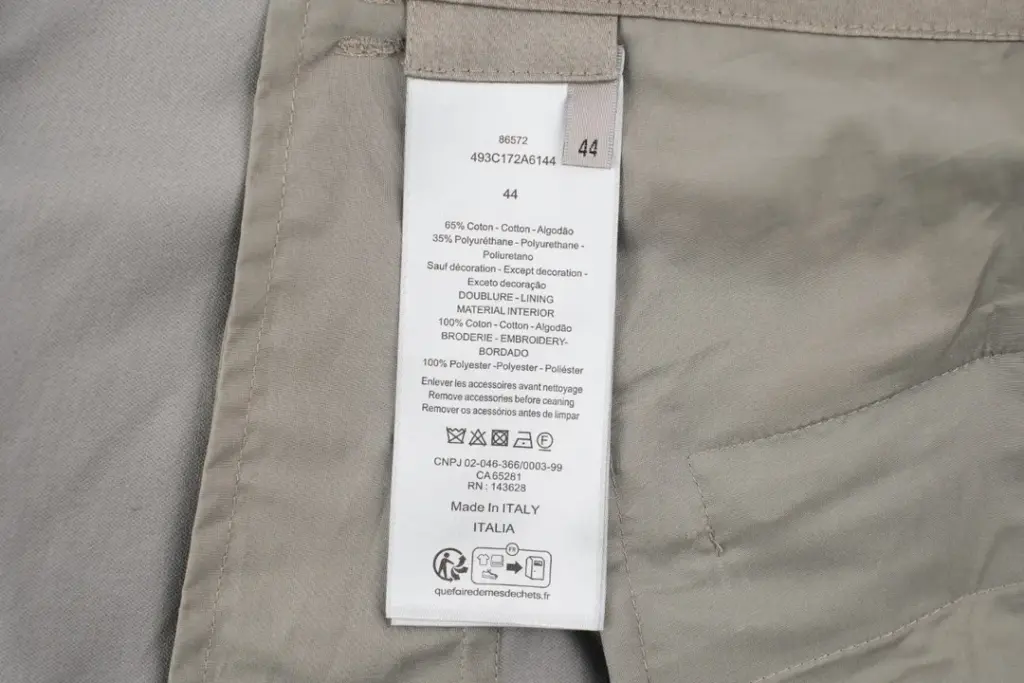 86572
493C172A6144
44
44
65% Coton - Cotton - Algodão
35% Polyuréthane - Polyurethane -
Poliuretano
Sauf décoration - Except decoration -
Exceto decoração
DOUBLURE - LINING
MATERIAL INTERIOR
100% Coton - Cotton - Algodão
BRODERIE - EMBROIDERY-
BORDADO
100% Polyester -Polyester - Poliéster
Enlever les accessoires avant nettoyage
Remove accessories before ceaning
Remover os acessórios antes de limpar
F
CNPJ 02-046-366/0003-99
CA 65281
RN : 143628
Made In ITALY
ITALIA
FR
quefairedemesdechets.fr